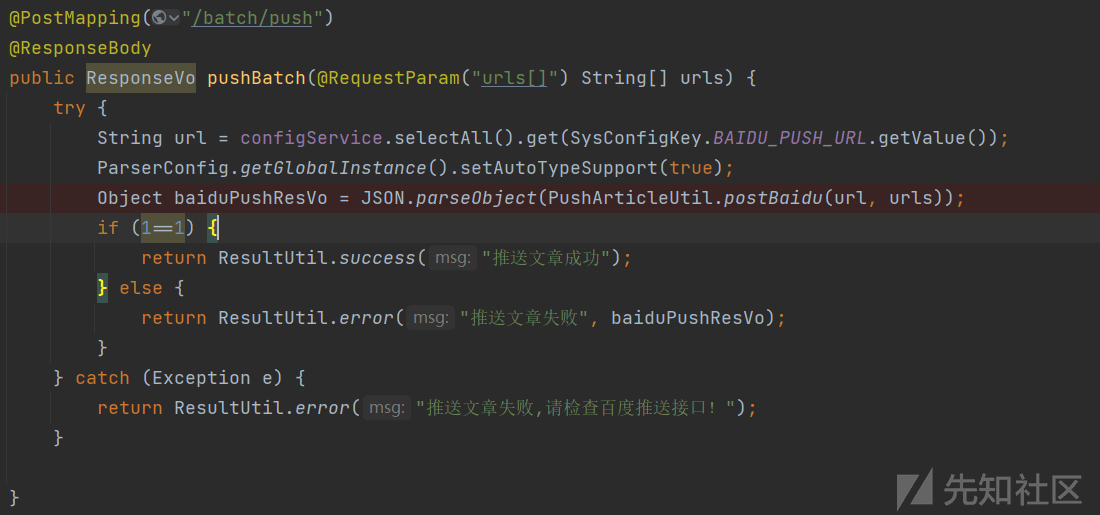 @PostMapping("/batch/push")
@ResponseBody
public ResponseVo pushBatch(@RequestParam("urls[]") String[] urls) {
    try {
        String url = configService.selectAll().get(SysConfigKey.BAIDU_PUSH_URL.getValue());
        ParserConfig.getGlobalInstance().setAutoTypeSupport(true);
        Object baiduPushResVo = JSON.parseObject(PushArticleUtil.postBaidu(url, urls));
        if (1==1) {
            return ResultUtil.success( msg: "推送文章成功");
        } else {
            return ResultUtil.error( msg: "推送文章失败", baiduPushResVo);
        }
    } catch (Exception e) {
        return ResultUtil.error( msg: "推送文章失败,请检查百度推送接口！");
    }
}
先知社区